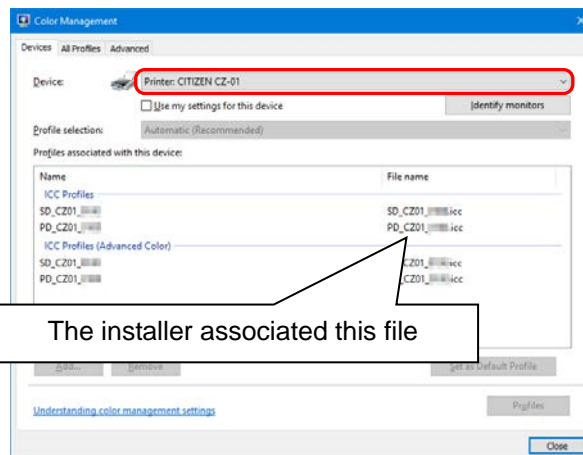 Color Management
Devices All Profiles Advanced
Device: Printer: CITIZEN CZ-01
Use my settings for this device Identify monitors
Profile selection: Automatic (Recommended)
Profiles associated with this device:
Name File name
ICC Profiles
SD_CZ01_ SD_CZ01_ .icc
PD_CZ01_ PD_CZ01_ .icc
ICC Profiles (Advanced Color)
SD_CZ01_ CZ01_ .icc
PD_CZ01_ CZ01_ .icc
The installer associated this file
Add... Remove Set as Default Profile
Understanding color management settings Profiles
Close